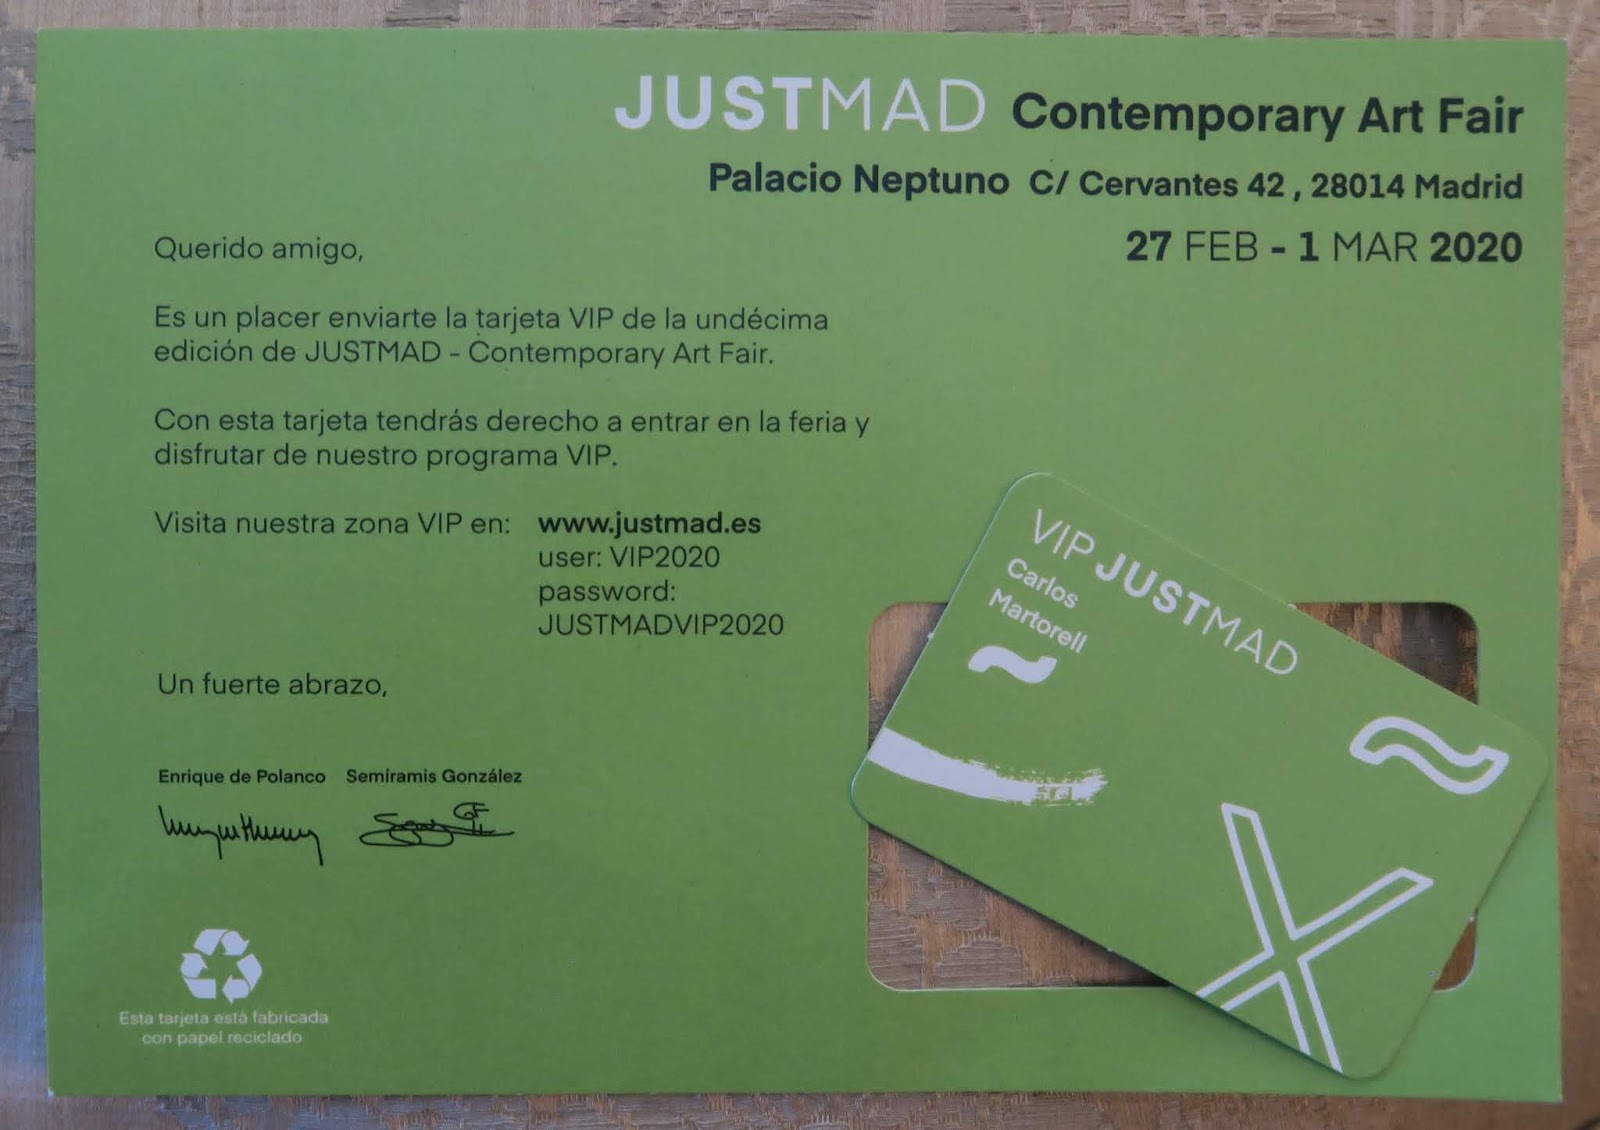 JUSTMAD Contemporary Art Fair
Palacio Neptuno C/ Cervantes 42 , 28014 Madrid
27 FEB - 1 MAR 2020
Querido amigo,
Es un placer enviarte la tarjeta VIP de la undécima
edición de JUSTMAD - Contemporary Art Fair.
Con esta tarjeta tendrás derecho a entrar en la feria y
disfrutar de nuestro programa VIP.
Visita nuestra zona VIP en: www.justmad.es
user: VIP2020
password:
JUSTMADVIP2020
Un fuerte abrazo,
Enrique de Polanco Semíramis González
Esta tarjeta está fabricada
con papel reciclado
VIP JUSTMAD
Carlos
Martorell
~
~
X